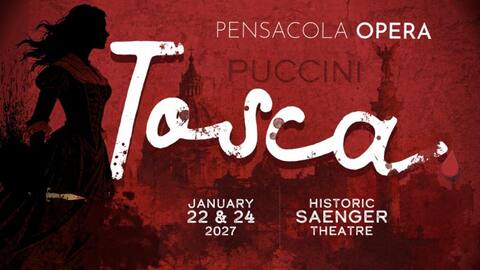 PENSACOLA OPERA
PUCCINI
Tosca.
JANUARY
22 & 24
2027
HISTORIC
SAENGER
THEATRE